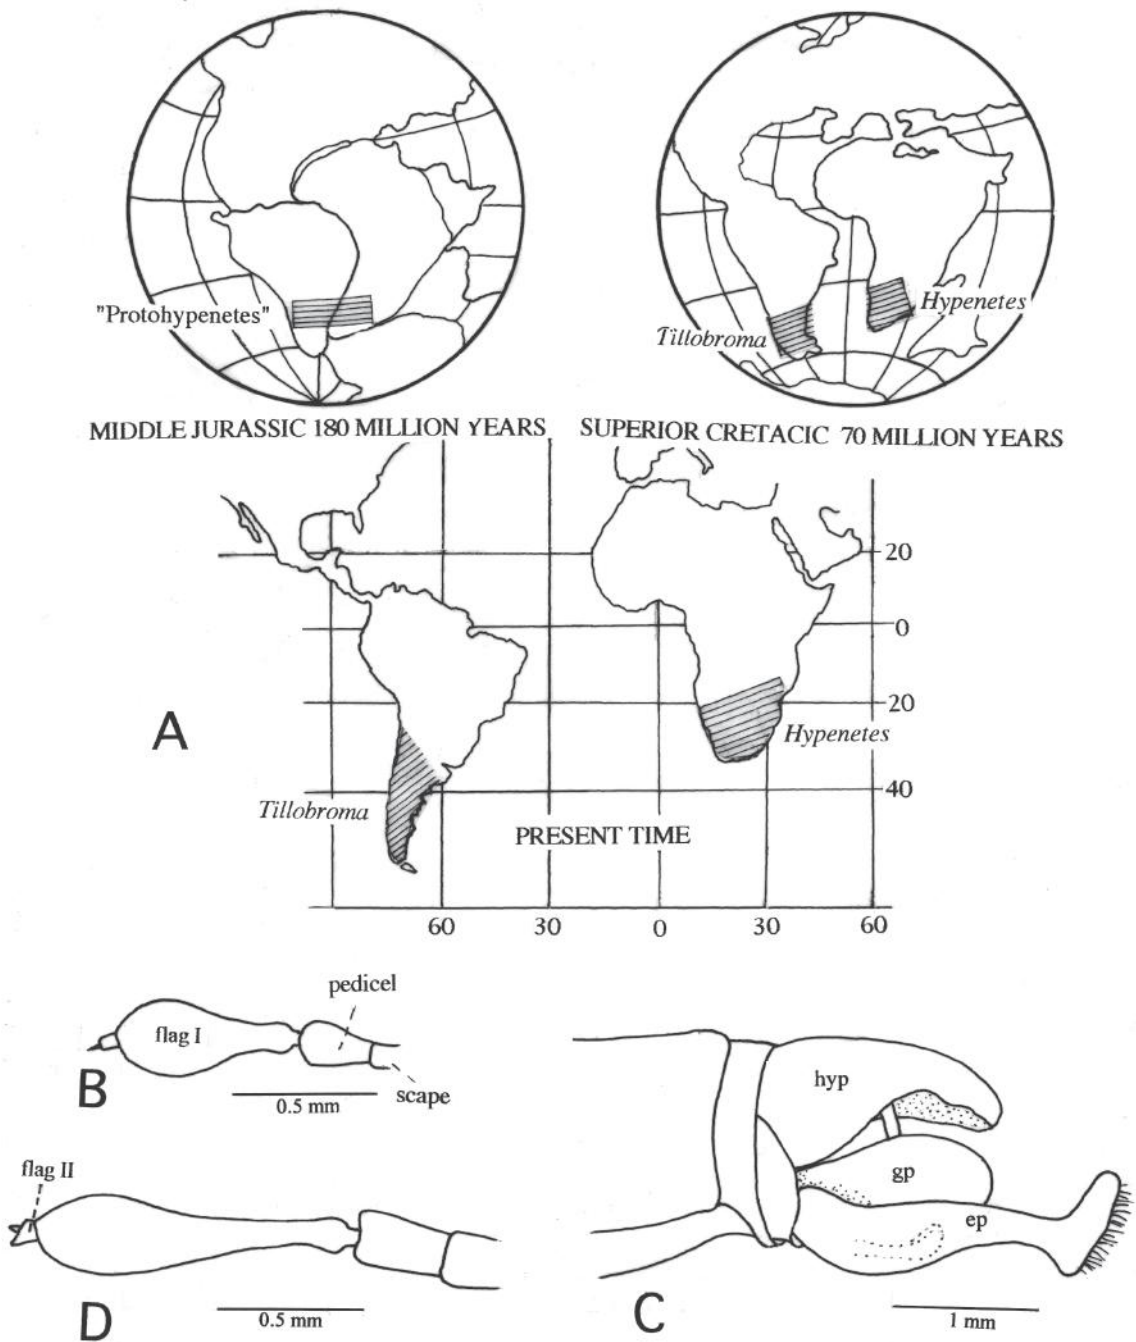 "Protohypenetes"
Hypenetes
Tillobroma
MIDDLE JURASSIC 180 MILLION YEARS
SUPERIOR CRETACIC 70 MILLION YEARS
20
0
20
Hypenetes
40
A
Tillobroma
PRESENT TIME
60
30
0
30
60
pedicel
flag I
B
scape
0.5 mm
hyp
gp
ep
flag II
D
0.5 mm
C
1 mm